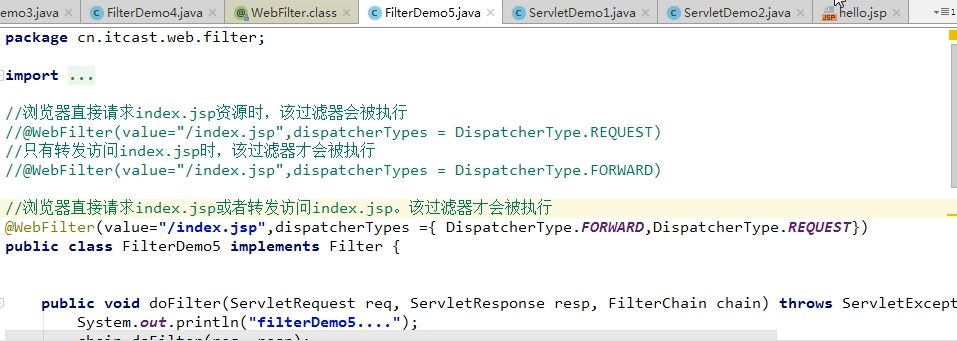 emo3.java FilterDemo4.java WebFilter.class FilterDemo5.java ServletDemo1.java ServletDemo2.java hello.jsp
package cn.itcast.web.filter;
import ...
//浏览器直接请求index.jsp资源时，该过滤器会被执行
//@WebFilter(value="/index.jsp",dispatcherTypes = DispatcherType.REQUEST)
//只有转发访问index.jsp时，该过滤器才会被执行
//@WebFilter(value="/index.jsp",dispatcherTypes = DispatcherType.FORWARD)
//浏览器直接请求index.jsp或者转发访问index.jsp。该过滤器才会被执行
@WebFilter(value="/index.jsp",dispatcherTypes ={ DispatcherType.FORWARD,DispatcherType.REQUEST})
public class FilterDemo5 implements Filter {
public void doFilter(ServletRequest req, ServletResponse resp, FilterChain chain) throws ServletExcept
System.out.println("filterDemo5....");
chain.doFilter(req, resp);